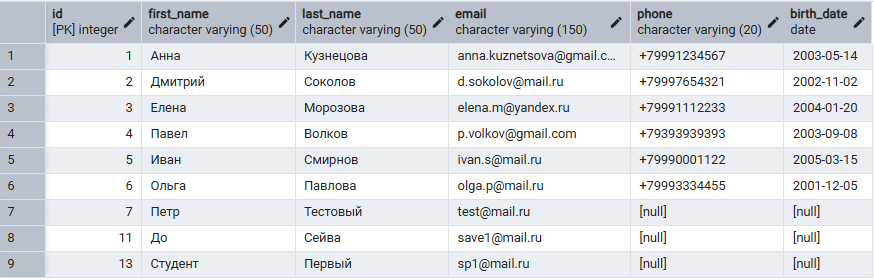 id first_name last_name email phone birth_date
[PK] integer character varying (50) character varying (50) character varying (150) character varying (20) date
1 1 Анна Кузнецова anna.kuznetsova@gmail.c... +79991234567 2003-05-14
2 2 Дмитрий Соколов d.sokolov@mail.ru +79997654321 2002-11-02
3 3 Елена Морозова elena.m@yandex.ru +79991112233 2004-01-20
4 4 Павел Волков p.volkov@gmail.com +79393939393 2003-09-08
5 5 Иван Смирнов ivan.s@mail.ru +79990001122 2005-03-15
6 6 Ольга Павлова olga.p@mail.ru +79993334455 2001-12-05
7 7 Петр Тестовый test@mail.ru [null] [null]
8 11 До Сейва save1@mail.ru [null] [null]
9 13 Студент Первый sp1@mail.ru [null] [null]